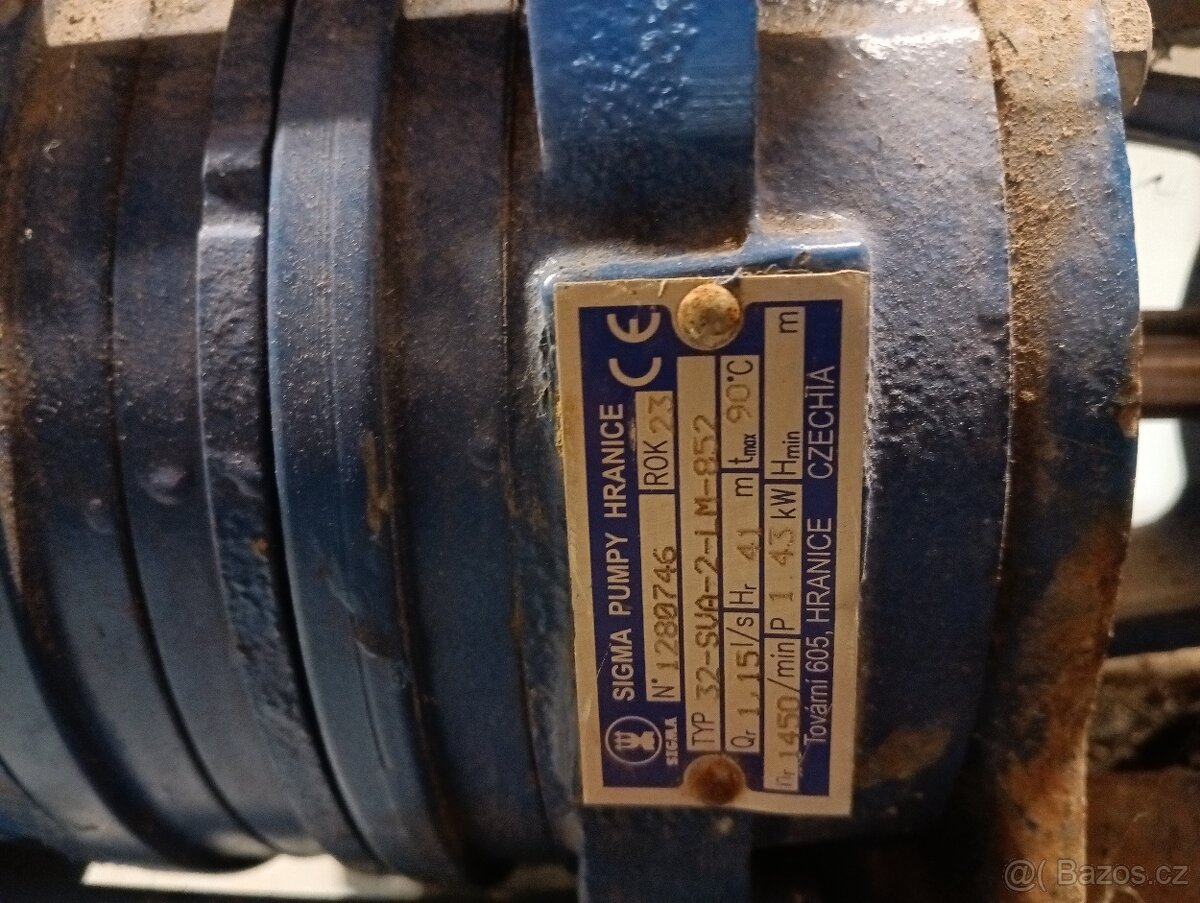 SIGMA PUMPY HRANICE CE
SIGMA
N° 1280746 ROK 23
TYP 32-SVA-2-LM-852
Qr 1,15 l/s Hr 41 m tmax 90°C
nr 1450/min P 1.43 kW Hmin m
Tovární 605, HRANICE CZECHIA
@( Bazos.cz